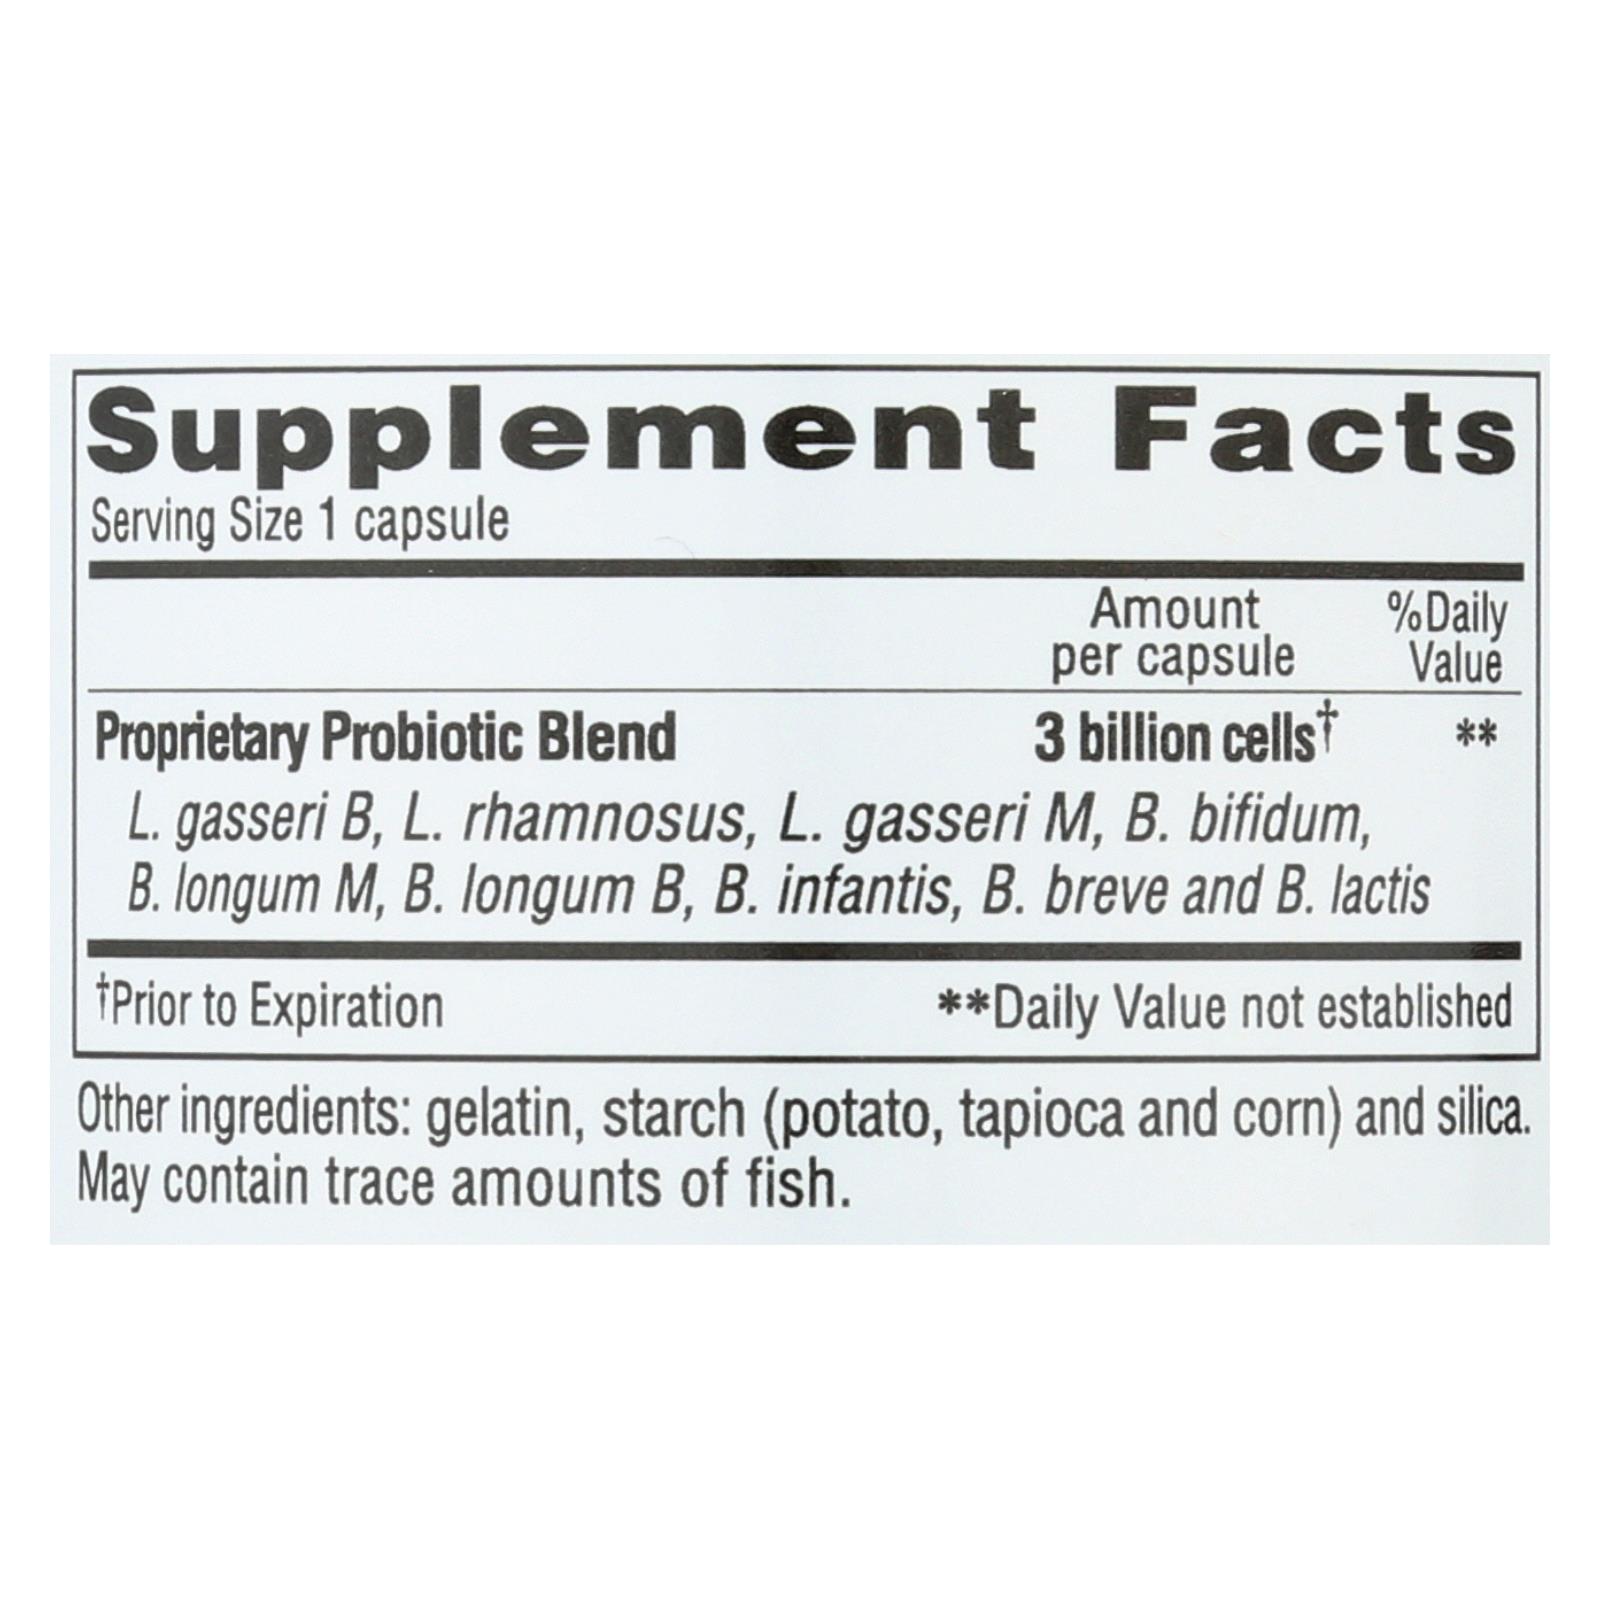 Supplement Facts
Serving Size 1 capsule
Amount
per capsule
%Daily
Value
Proprietary Probiotic Blend 3 billion cells† **
L. gasseri B, L. rhamnosus, L. gasseri M, B. bifidum,
B. longum M, B. longum B, B. infantis, B. breve and B. lactis
†Prior to Expiration **Daily Value not established
Other ingredients: gelatin, starch (potato, tapioca and corn) and silica.
May contain trace amounts of fish.